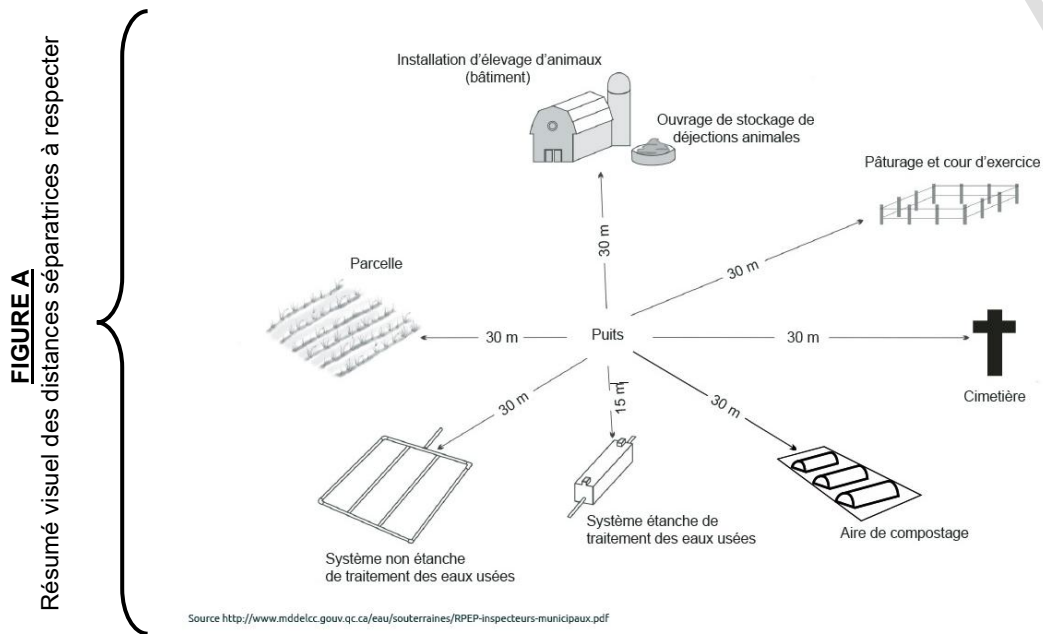 FIGURE A
Résumé visuel des distances séparatrices à respecter
Installation d'élevage d'animaux
(bâtiment)
Ouvrage de stockage de
déjections animales
Pâturage et cour d'exercice
30 m
30 m
Parcelle
30 m
Puits
30 m
Cimetière
30 m
15 m
30 m
Système non étanche
de traitement des eaux usées
Système étanche de
traitement des eaux usées
Aire de compostage
Source http://www.mddelcc.gouv.qc.ca/eau/souterraines/RPEP-inspecteurs-municipaux.pdf